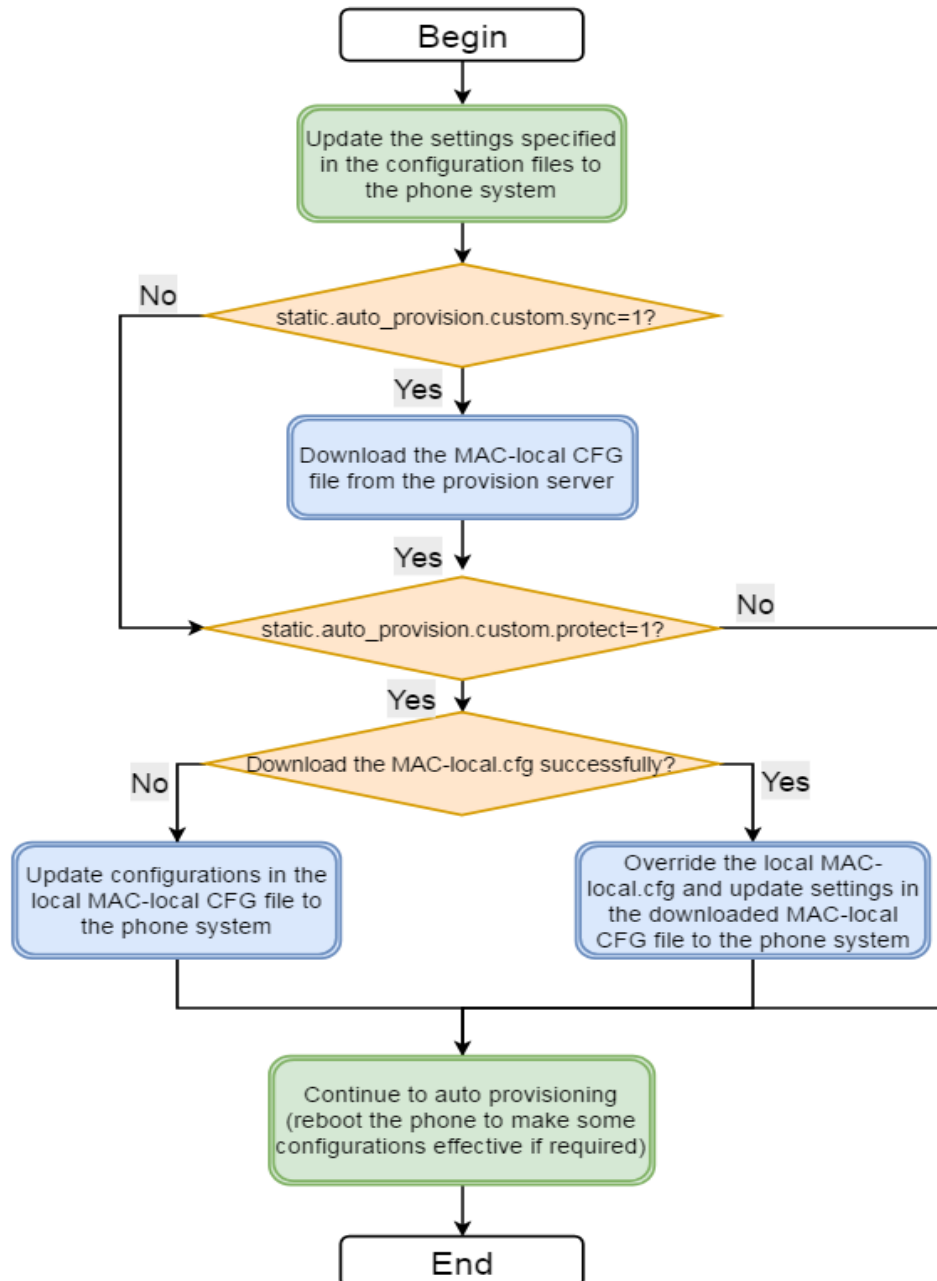 Begin
Update the settings specified
in the configuration files to
the phone system
No
static.auto_provision.custom.sync=1?
Yes
Download the MAC-local CFG
file from the provision server
Yes
No
static.auto_provision.custom.protect=1?
Yes
Download the MAC-local.cfg successfully?
No
Yes
Update configurations in the
local MAC-local CFG file to
the phone system
Override the local MAC-
local.cfg and update settings in
the downloaded MAC-local
CFG file to the phone system
Continue to auto provisioning
(reboot the phone to make some
configurations effective if required)
End